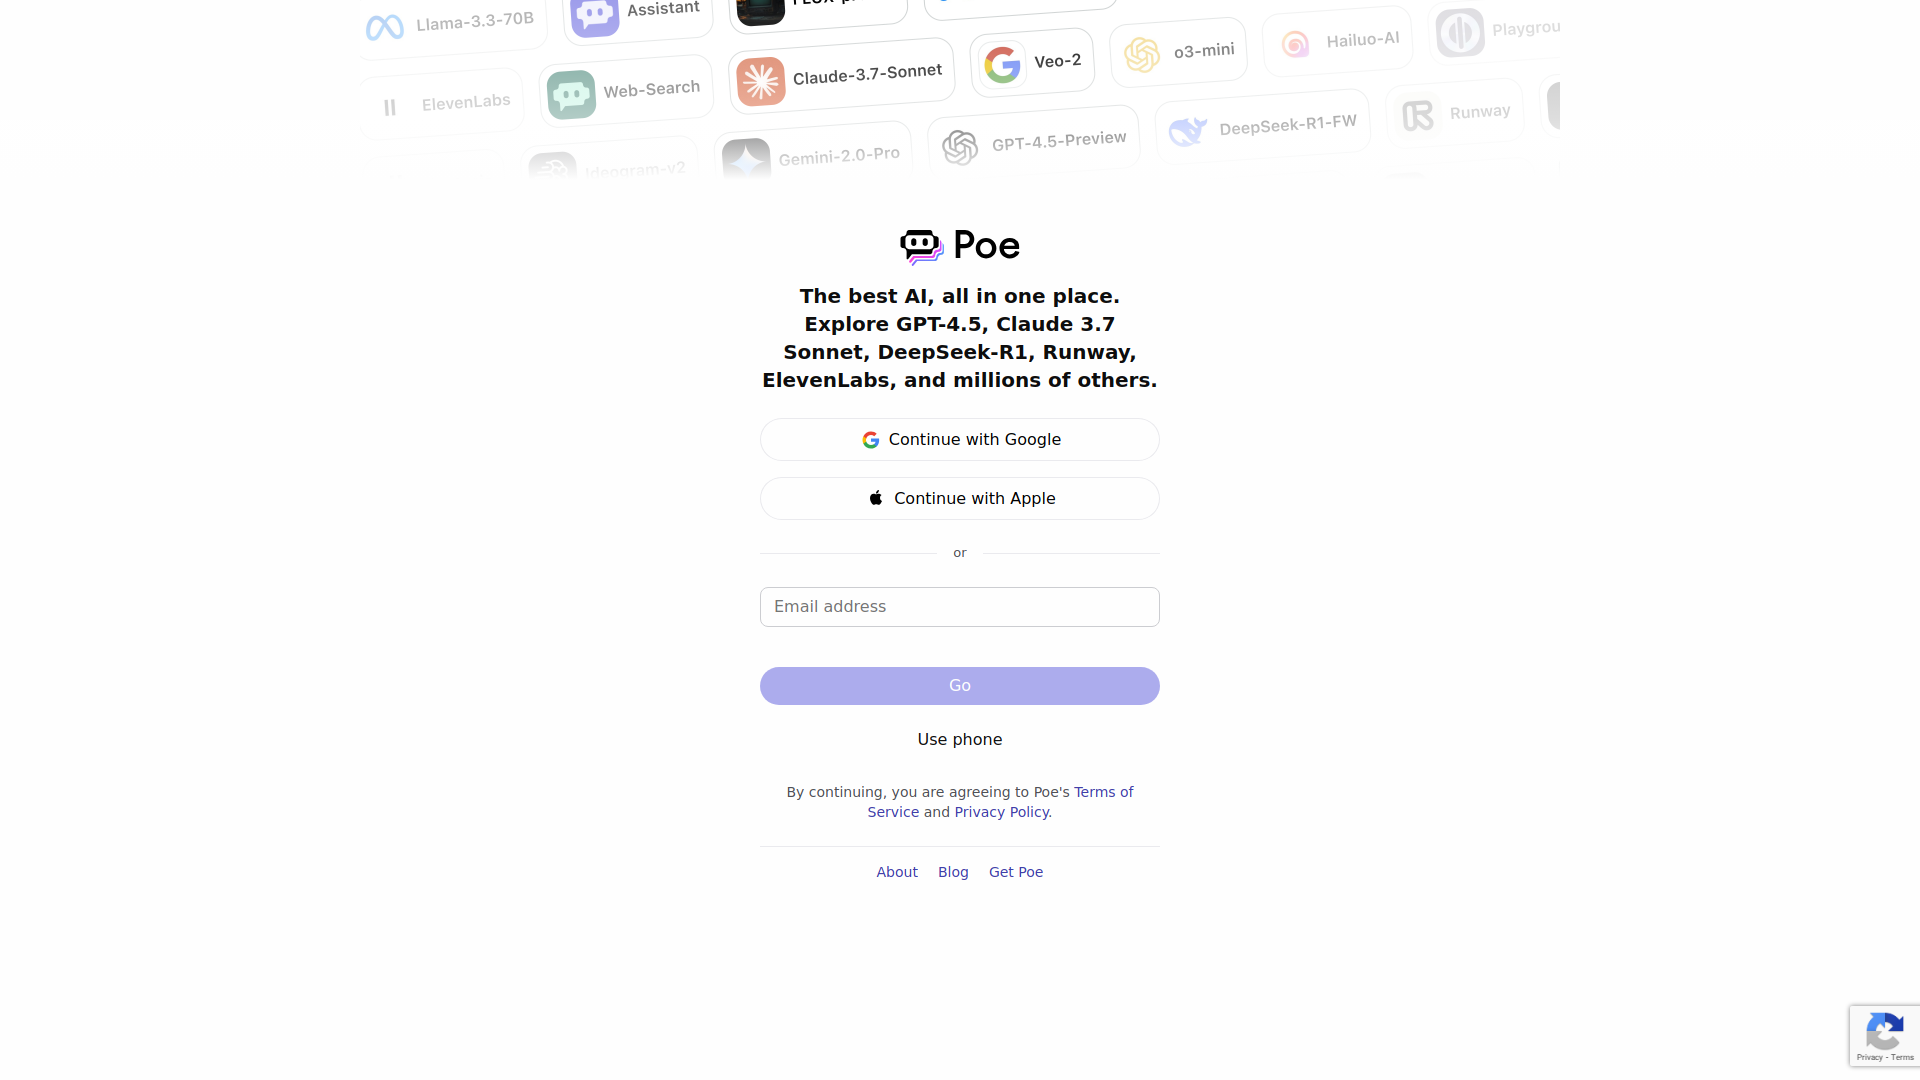 Llama-3.3-70B
Assistant
ElevenLabs
Web-Search
Claude-3.7-Sonnet
Veo-2
o3-mini
Hailuo-AI
Ideogram-v2
Gemini-2.0-Pro
GPT-4.5-Preview
DeepSeek-R1-FW
Runway
Poe
The best AI, all in one place.
Explore GPT-4.5, Claude 3.7
Sonnet, DeepSeek-R1, Runway,
ElevenLabs, and millions of others.
Continue with Google
Continue with Apple
or
Email address
Go
Use phone
By continuing, you are agreeing to Poe's Terms of
Service and Privacy Policy.
About Blog Get Poe
Privacy - Terms